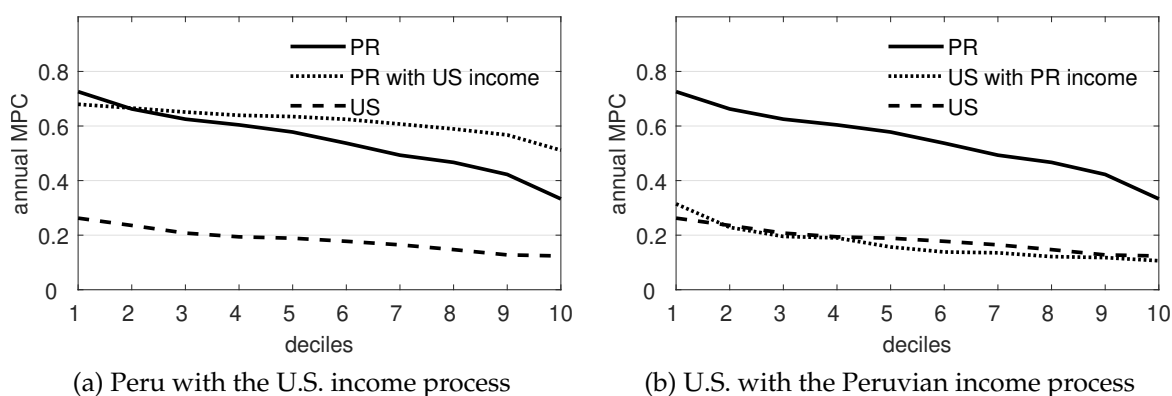 PR
PR with US income
US
0.8
0.6
0.4
0.2
0
annual MPC
1 2 3 4 5 6 7 8 9 10
deciles
(a) Peru with the U.S. income process
PR
US with PR income
US
0.8
0.6
0.4
0.2
0
annual MPC
1 2 3 4 5 6 7 8 9 10
deciles
(b) U.S. with the Peruvian income process